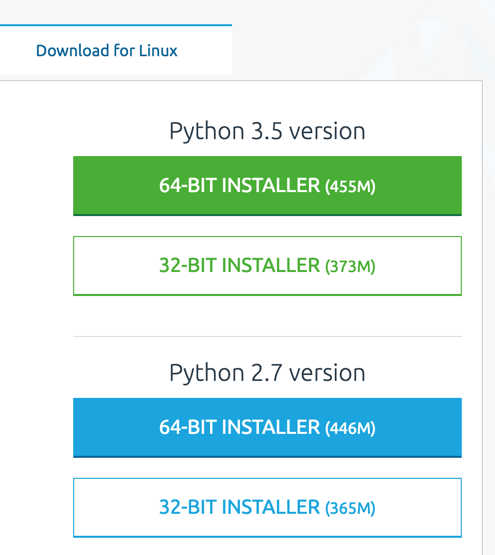 Download for Linux
Python 3.5 version
64-BIT INSTALLER (455M)
32-BIT INSTALLER (373M)
Python 2.7 version
64-BIT INSTALLER (446M)
32-BIT INSTALLER (365M)